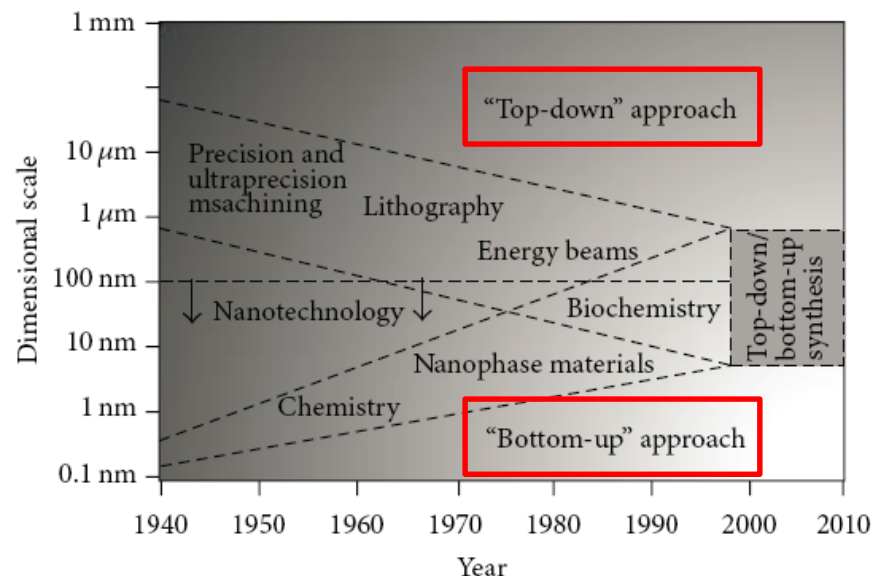 1 mm
10 μm
1 μm
100 nm
10 nm
1 nm
0.1 nm
Dimensional scale
"Top-down" approach
Precision and
ultraprecision
msachining
Lithography
Energy beams
Nanotechnology
Biochemistry
Nanophase materials
Chemistry
"Bottom-up" approach
Top-down/
bottom-up
synthesis
1940 1950 1960 1970 1980 1990 2000 2010
Year